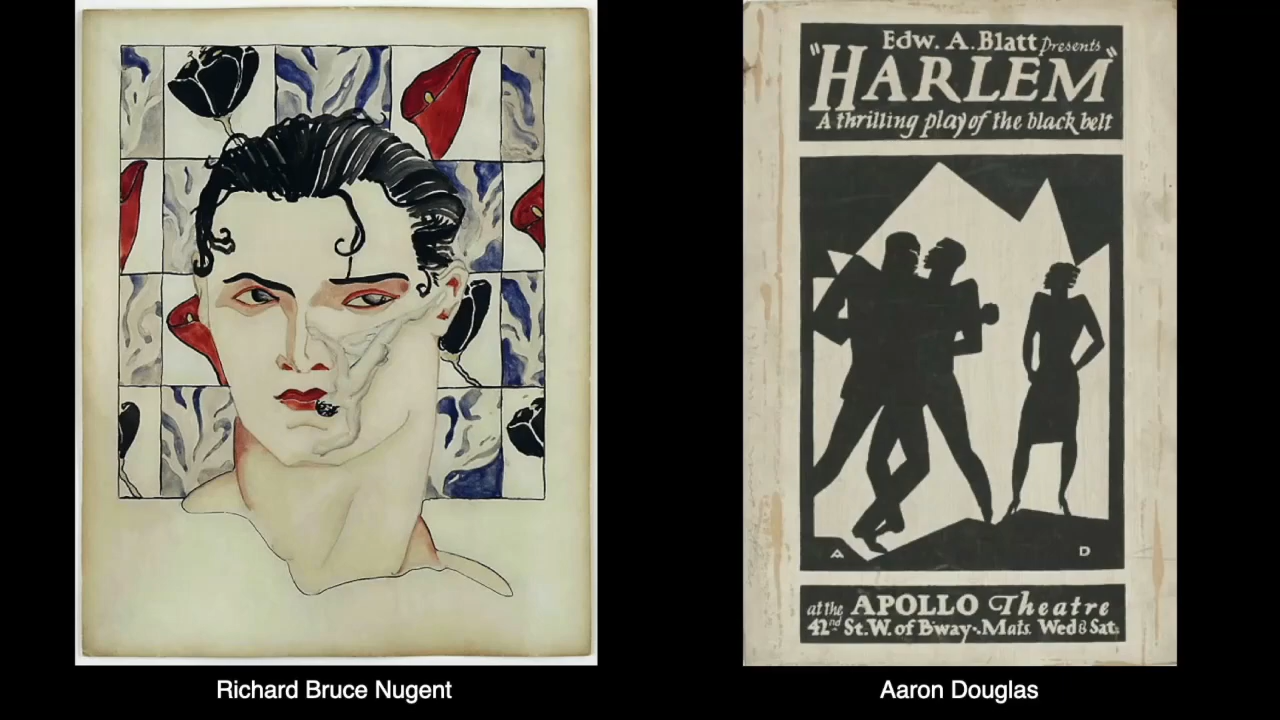 Edw. A. Blatt Presents
"HARLEM"
A thrilling play of the black belt
A D
at the APOLLO Theatre
42nd St. W. of B'way-. Mats. Wed & Sat.
Richard Bruce Nugent
Aaron Douglas